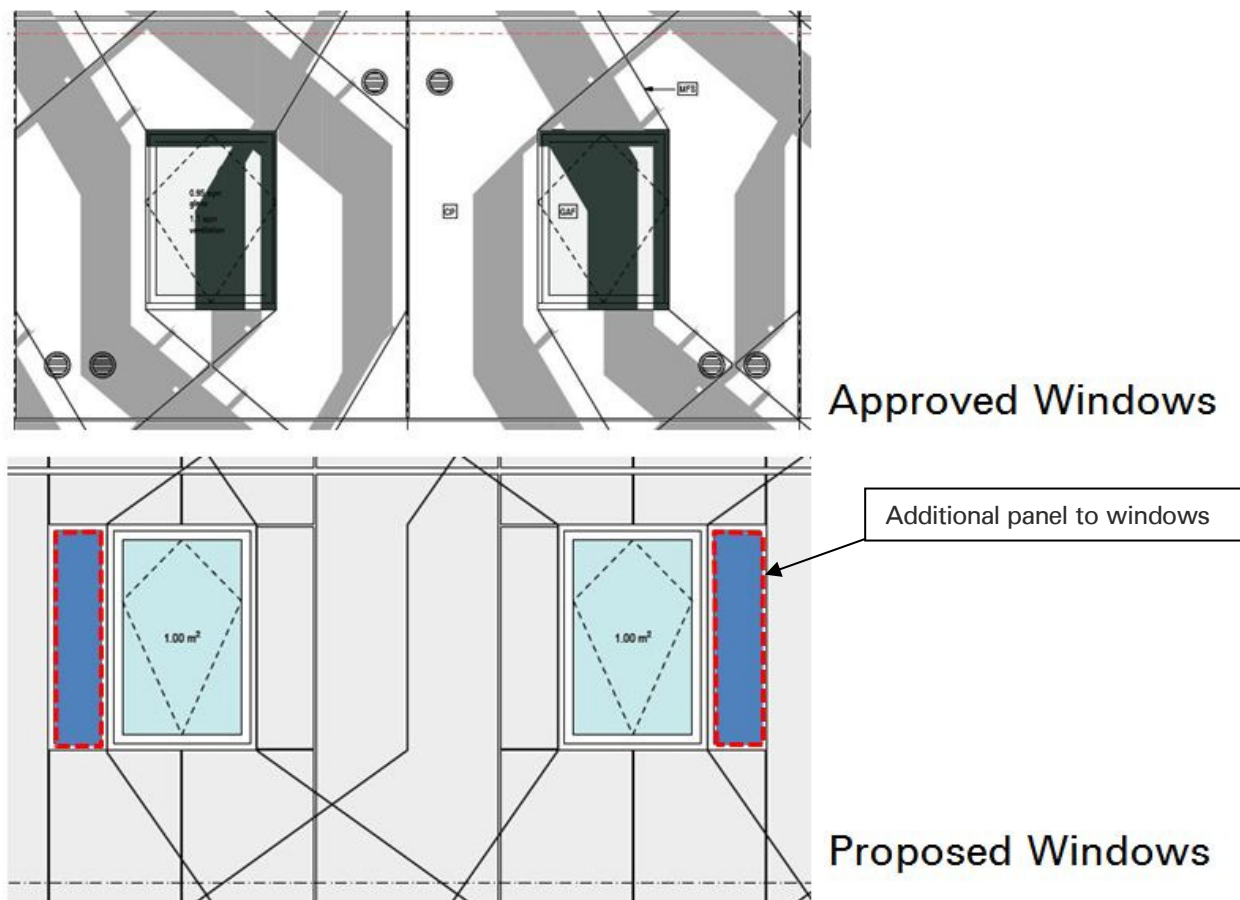 MFS
0.95 sqm
glass
1.1 sqm
ventilation
CP
GAF
Approved Windows
Additional panel to windows
1.00 m²
1.00 m²
Proposed Windows